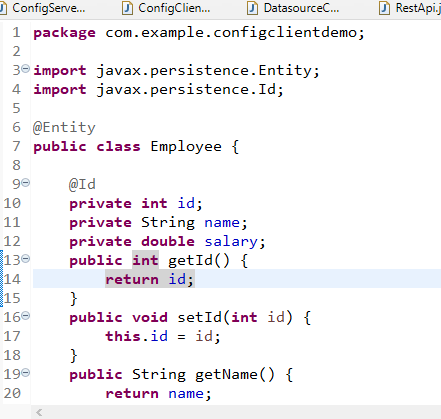 ConfigServe... ConfigClien... DatasourceC... RestApi.j
1 package com.example.configclientdemo;
2
3 import javax.persistence.Entity;
4 import javax.persistence.Id;
5
6 @Entity
7 public class Employee {
8
9 @Id
10 private int id;
11 private String name;
12 private double salary;
13 public int getId() {
14 return id;
15 }
16 public void setId(int id) {
17 this.id = id;
18 }
19 public String getName() {
20 return name;